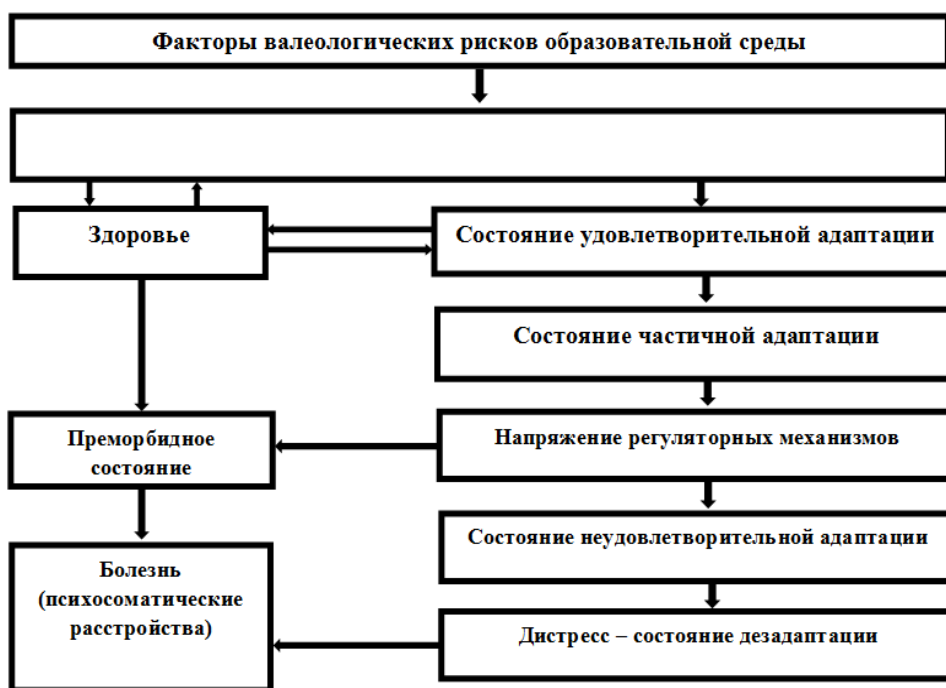 Факторы валеологических рисков образовательной среды
Здоровье
Состояние удовлетворительной адаптации
Состояние частичной адаптации
Преморбидное
состояние
Напряжение регуляторных механизмов
Состояние неудовлетворительной адаптации
Болезнь
(психосоматические
расстройства)
Дистресс – состояние дезадаптации